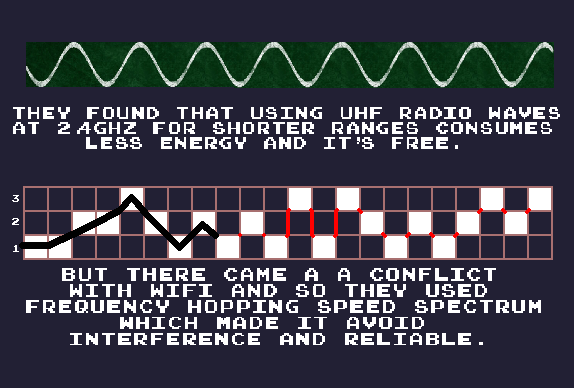 THEY FOUND THAT USING UHF RADIO WAVES
AT 2.4GHZ FOR SHORTER RANGES CONSUMES
LESS ENERGY AND IT'S FREE.
3
2
1
BUT THERE CAME A A CONFLICT
WITH WIFI AND SO THEY USED
FREQUENCY HOPPING SPEED SPECTRUM
WHICH MADE IT AVOID
INTERFERENCE AND RELIABLE.